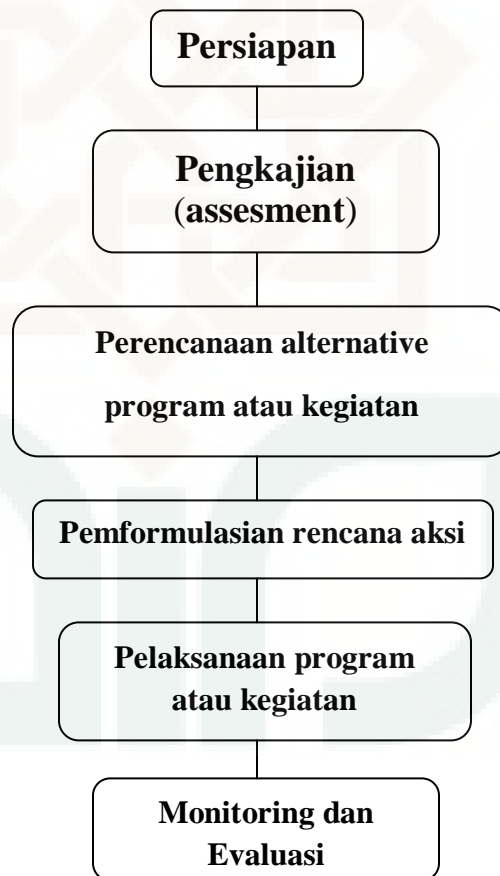 Persiapan
Pengkajian
(assesment)
Perencanaan alternative
program atau kegiatan
Pemformulasian rencana aksi
Pelaksanaan program
atau kegiatan
Monitoring dan
Evaluasi